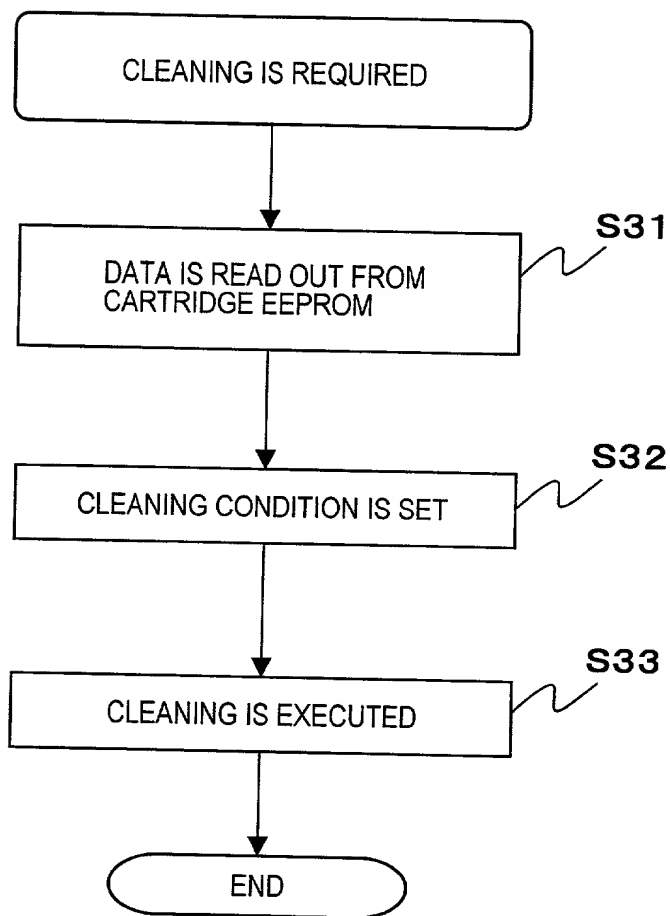 CLEANING IS REQUIRED
S31
DATA IS READ OUT FROM
CARTRIDGE EEPROM
S32
CLEANING CONDITION IS SET
S33
CLEANING IS EXECUTED
END